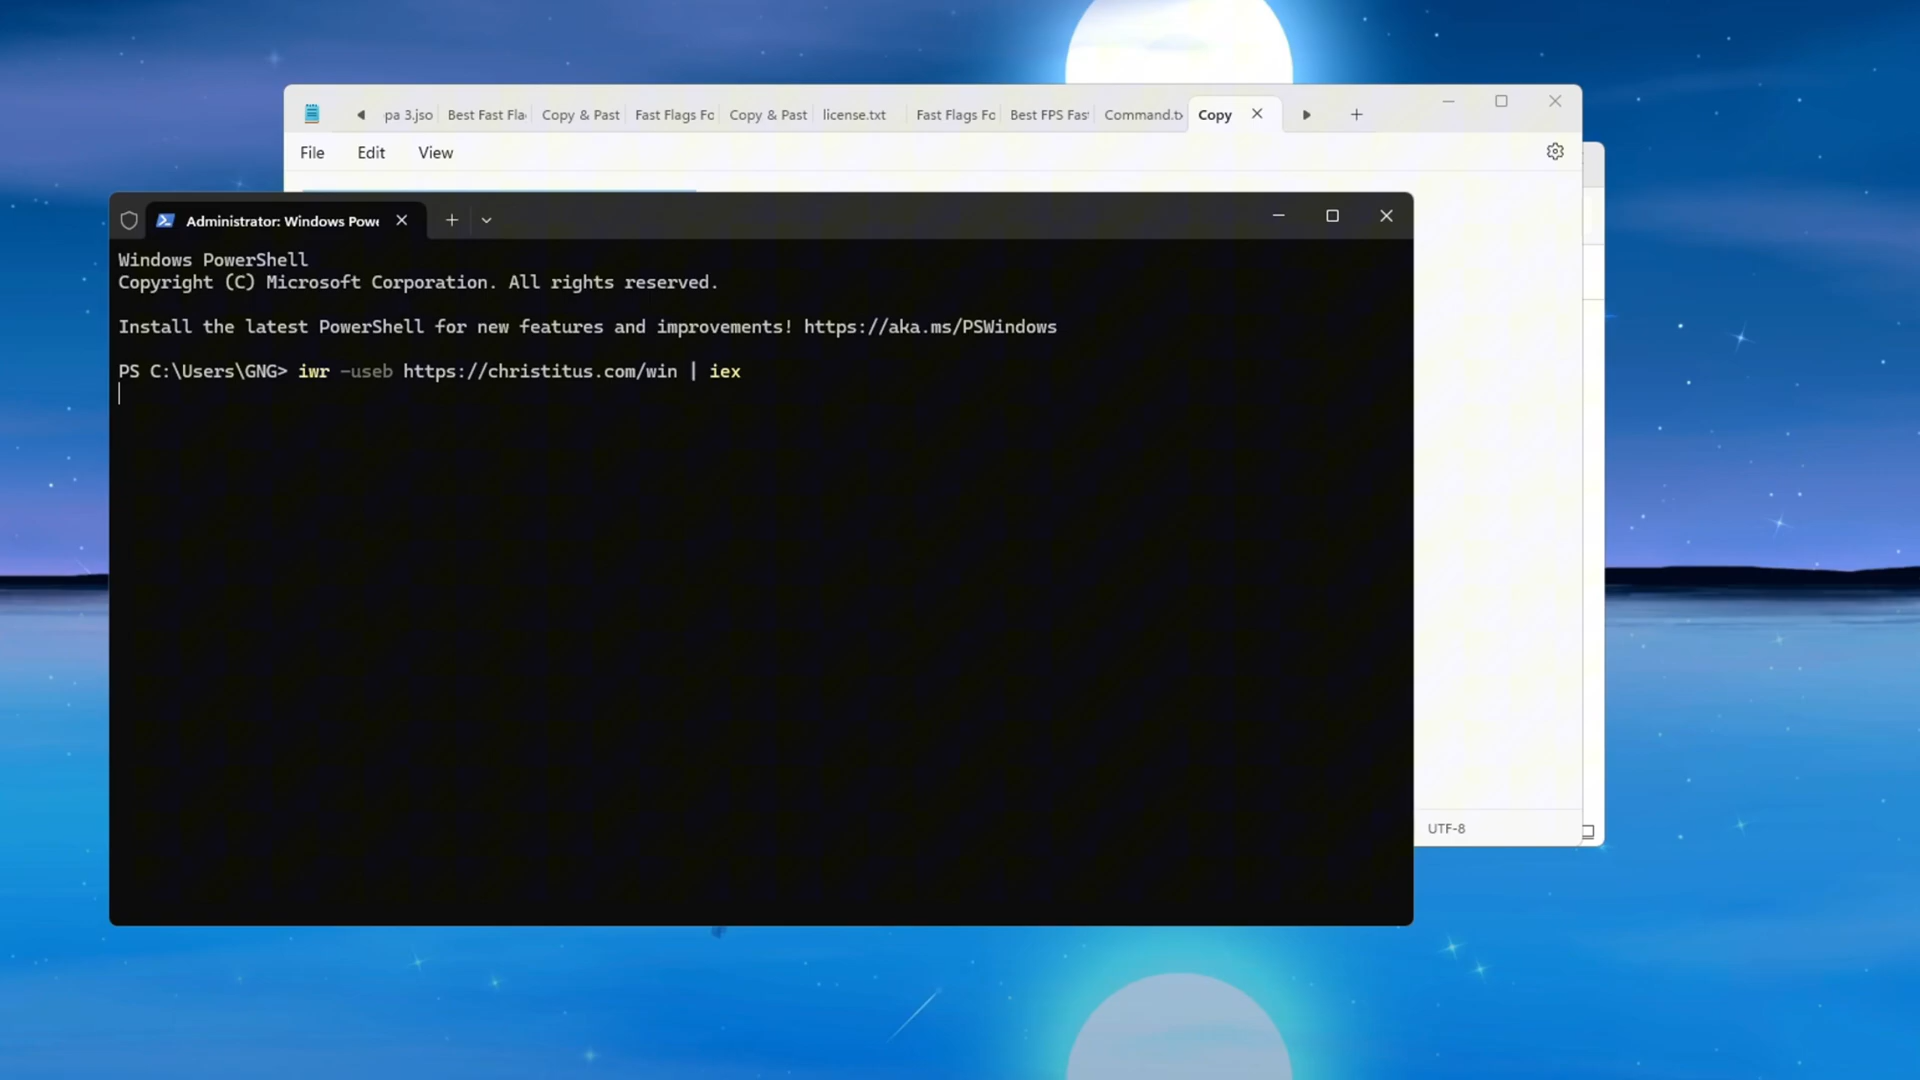 pa 3.jso Best Fast Fla Copy & Past Fast Flags Fo Copy & Past license.txt Fast Flags Fo Best FPS Fas Command.t Copy
File Edit View
Administrator: Windows Pow
Windows PowerShell
Copyright (C) Microsoft Corporation. All rights reserved.
Install the latest PowerShell for new features and improvements! https://aka.ms/PSWindows
PS C:\Users\GNG> iwr -useb https://christitus.com/win | iex
UTF-8